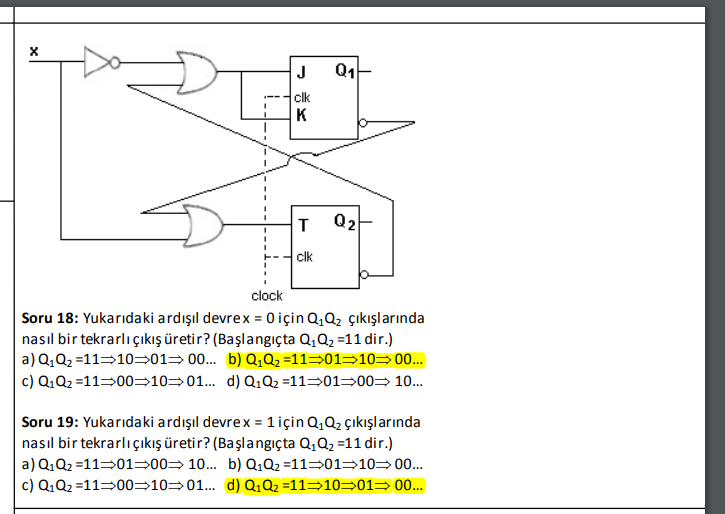 x
J Q₁
clk
K
T Q₂
clk
clock
Soru 18: Yukarıdaki ardışıl devre x = 0 için Q₁Q₂ çıkışlarında
nasıl bir tekrarlı çıkış üretir? (Başlangıçta Q₁Q₂ =11 dir.)
a) Q₁Q₂ =11⇒10⇒01⇒ 00... b) Q₁Q₂ =11⇒01⇒10⇒ 00...
c) Q₁Q₂ =11⇒00⇒10⇒01... d) Q₁Q₂ =11⇒01⇒00⇒ 10...
Soru 19: Yukarıdaki ardışıl devre x = 1 için Q₁Q₂ çıkışlarında
nasıl bir tekrarlı çıkış üretir? (Başlangıçta Q₁Q₂ =11 dir.)
a) Q₁Q₂ =11⇒01⇒00⇒ 10... b) Q₁Q₂ =11⇒01⇒10⇒ 00...
c) Q₁Q₂ =11⇒00⇒10⇒01... d) Q₁Q₂ =11⇒10⇒01⇒ 00...